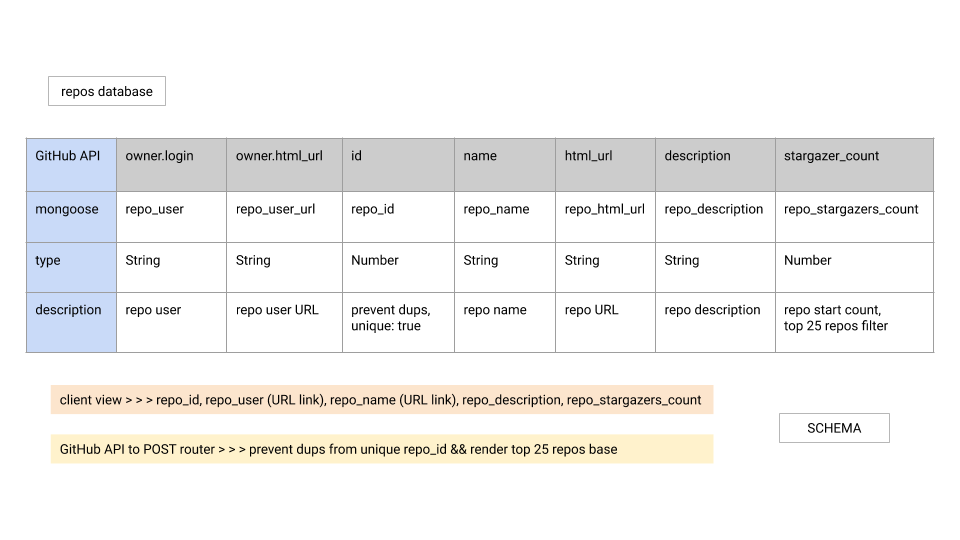 repos database
GitHub API owner.login owner.html_url id name html_url description stargazer_count
mongoose repo_user repo_user_url repo_id repo_name repo_html_url repo_description repo_stargazers_count
type String String Number String String String Number
description repo user repo user URL prevent dups, repo name repo URL repo description repo start count,
unique: true top 25 repos filter
client view > > > repo_id, repo_user (URL link), repo_name (URL link), repo_description, repo_stargazers_count
SCHEMA
GitHub API to POST router > > > prevent dups from unique repo_id && render top 25 repos base